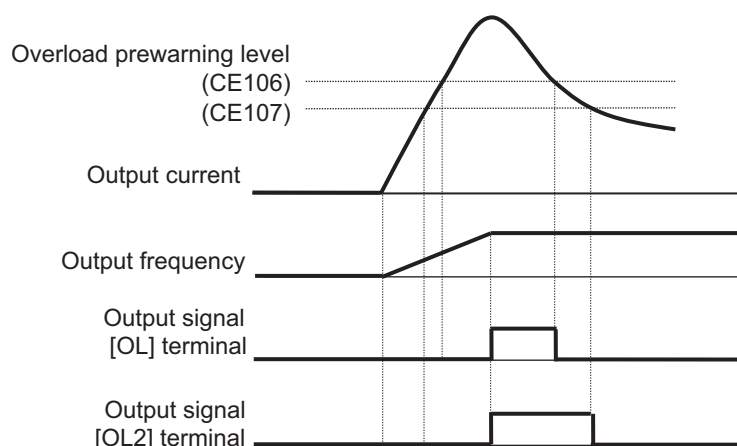 Overload prewarning level
(CE106)
(CE107)
Output current
Output frequency
Output signal
[OL] terminal
Output signal
[OL2] terminal